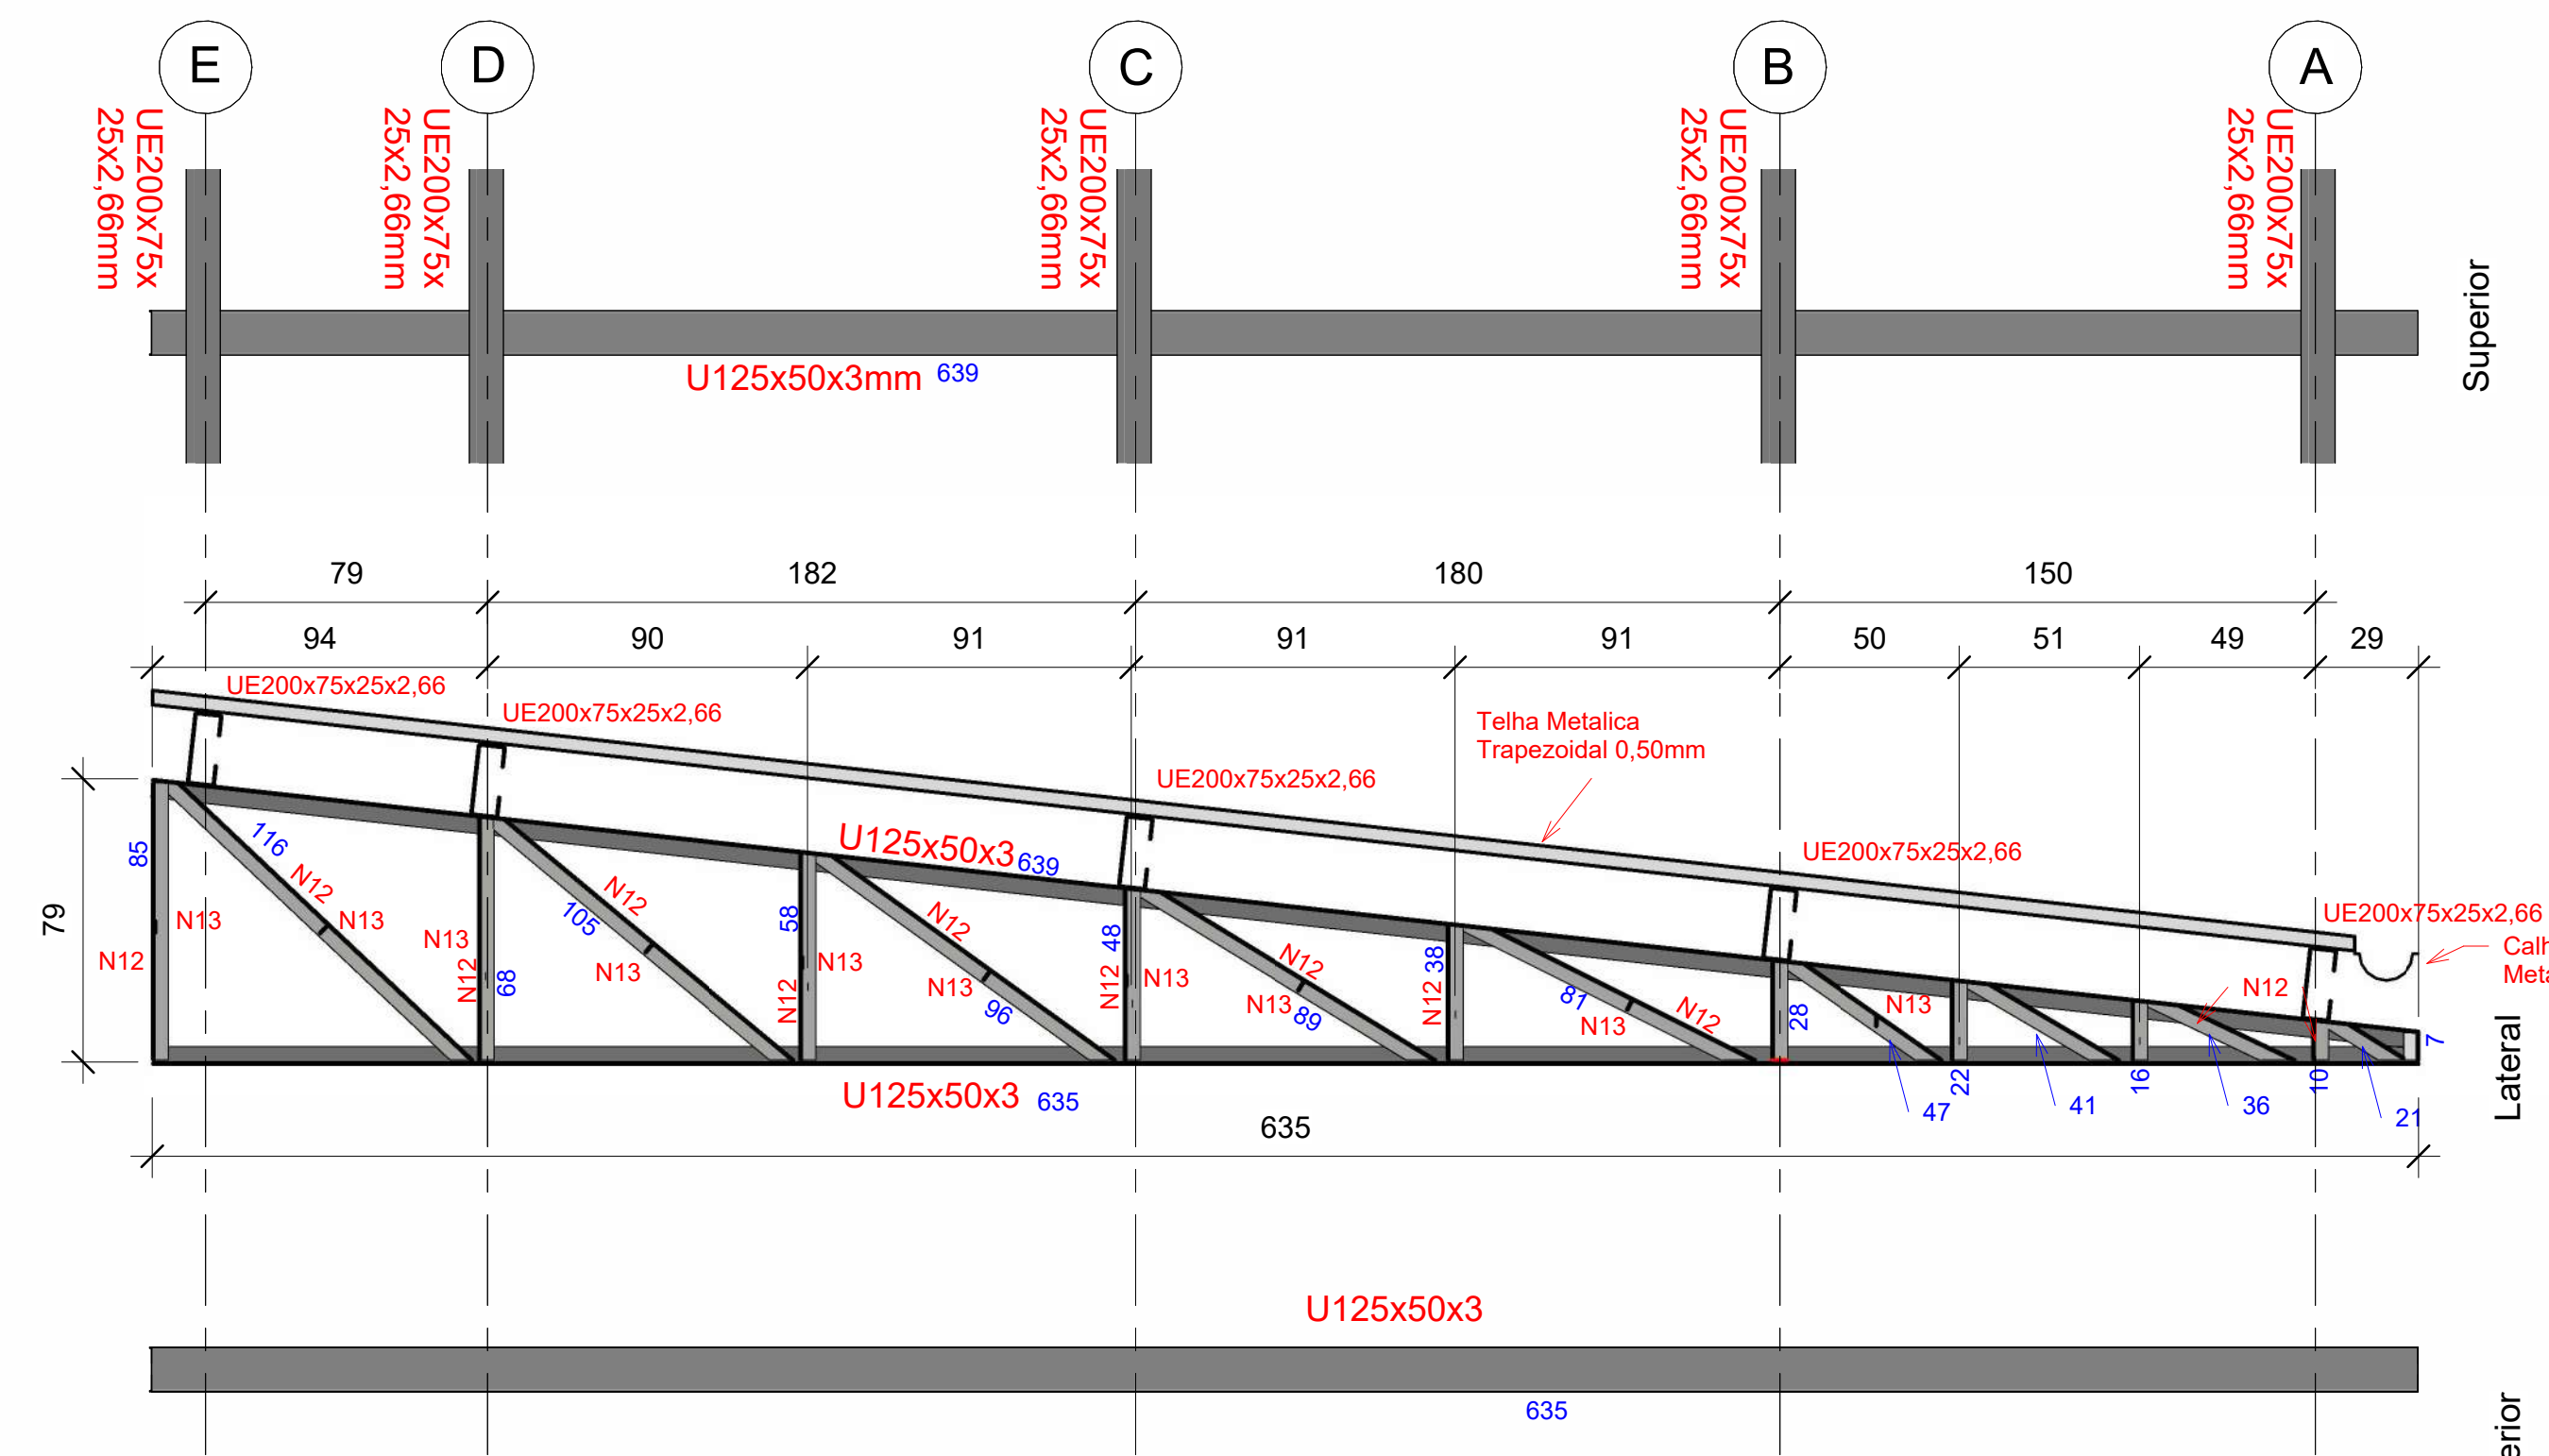 E
D
C
B
A
UE200x75x
25x2,66mm
UE200x75x
25x2,66mm
UE200x75x
25x2,66mm
UE200x75x
25x2,66mm
UE200x75x
25x2,66mm
Superior
U125x50x3mm 639
79
182
180
150
94
90
91
91
91
50
51
49
29
UE200x75x25x2,66
UE200x75x25x2,66
Telha Metalica
Trapezoidal 0,50mm
UE200x75x25x2,66
UE200x75x25x2,66
UE200x75x25x2,66
Calh
Meta
79
85
N12
N13
116
N12
N13
N13
N12
68
N12
105
N13
U125x50x3 639
58
N12
N13
N12
N13
96
48
N12
N13
N12
N13
89
38
N12
81
N13
N12
28
N13
47
22
41
16
N12
36
10
21
7
Lateral
U125x50x3 635
635
U125x50x3
635
erior